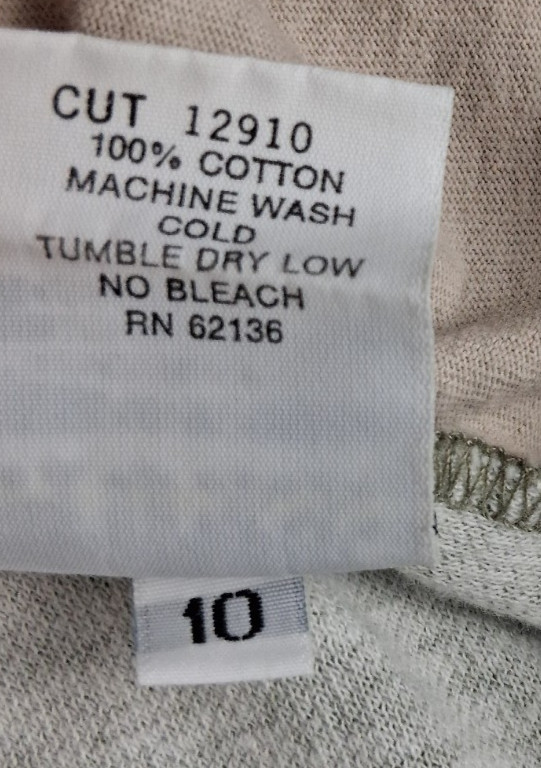 CUT 12910
100% COTTON
MACHINE WASH
COLD
TUMBLE DRY LOW
NO BLEACH
RN 62136
10